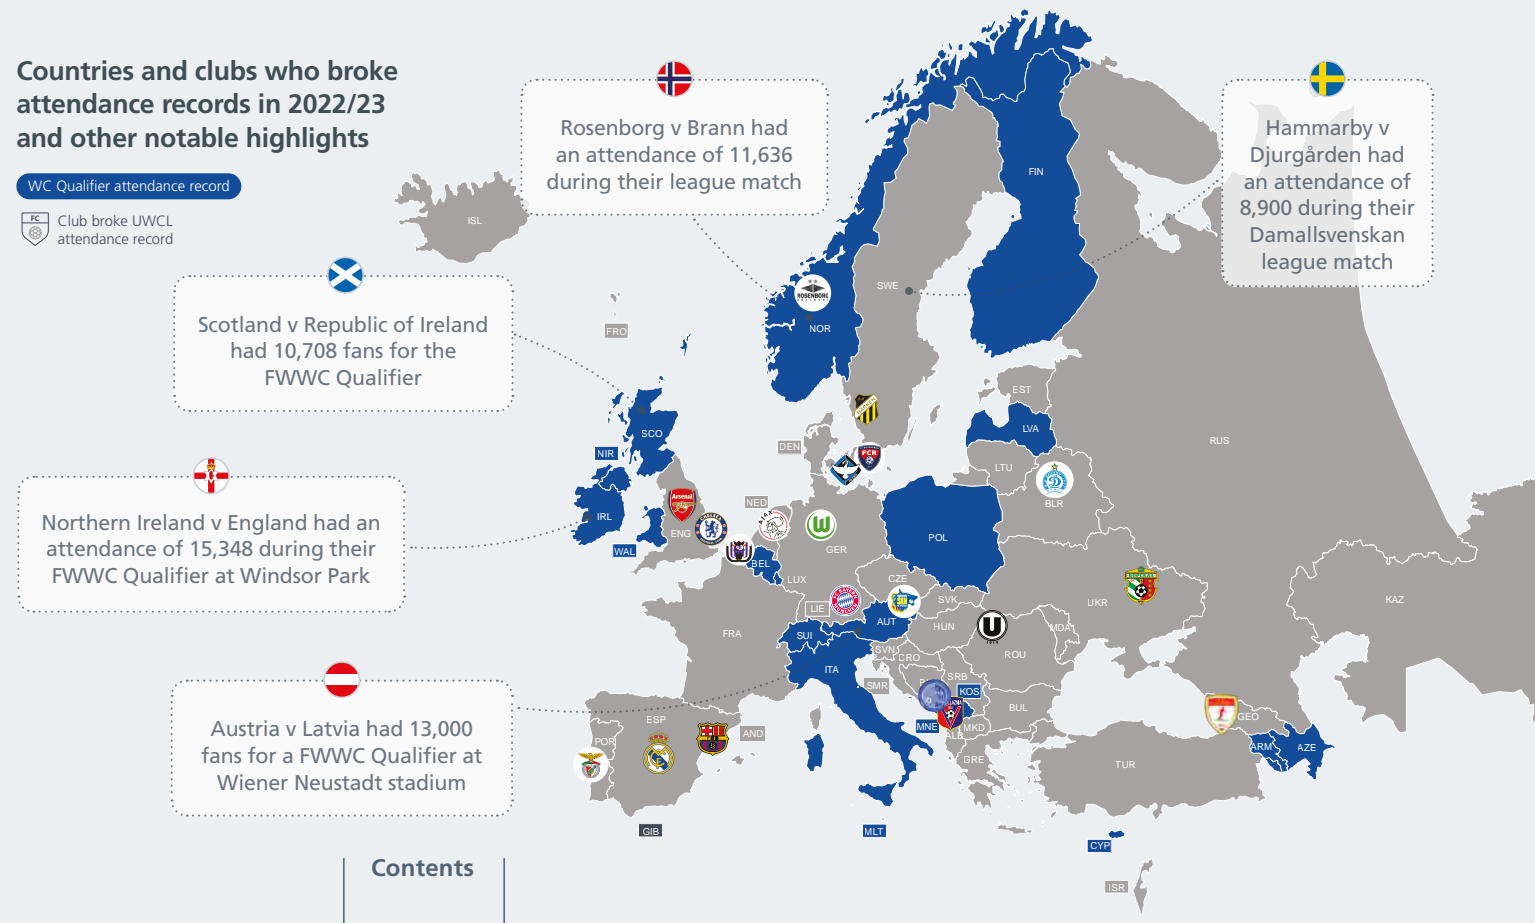 Countries and clubs who broke
attendance records in 2022/23
and other notable highlights
WC Qualifier attendance record
FC
Club broke UWCL
attendance record
Rosenborg v Brann had
an attendance of 11,636
during their league match
Hammarby v
Djurgården had
an attendance of
8,900 during their
Damallsvenskan
league match
Scotland v Republic of Ireland
had 10,708 fans for the
FWWC Qualifier
Northern Ireland v England had an
attendance of 15,348 during their
FWWC Qualifier at Windsor Park
Austria v Latvia had 13,000
fans for a FWWC Qualifier at
Wiener Neustadt stadium
ISL
FIN
SWE
ROSENBORG
NOR
FRO
EST
SCO
LVA
RUS
DEN
NIR
FCR
LTU
BLR
Arsenal
NED
AJAX
IRL
ENG
CHELSEA
WAL
GER
POL
BEL
LUX
CZE
SVK
UKR
KAZ
LIE
AUT
HUN
MDA
FRA
SUI
SVN
CRO
ROU
ITA
SMR
SRB
KOS
BUL
MNE
MKD
ALB
GEO
ESP
POR
AND
GRE
TUR
ARM
AZE
GIB
MLT
CYP
ISR
Contents